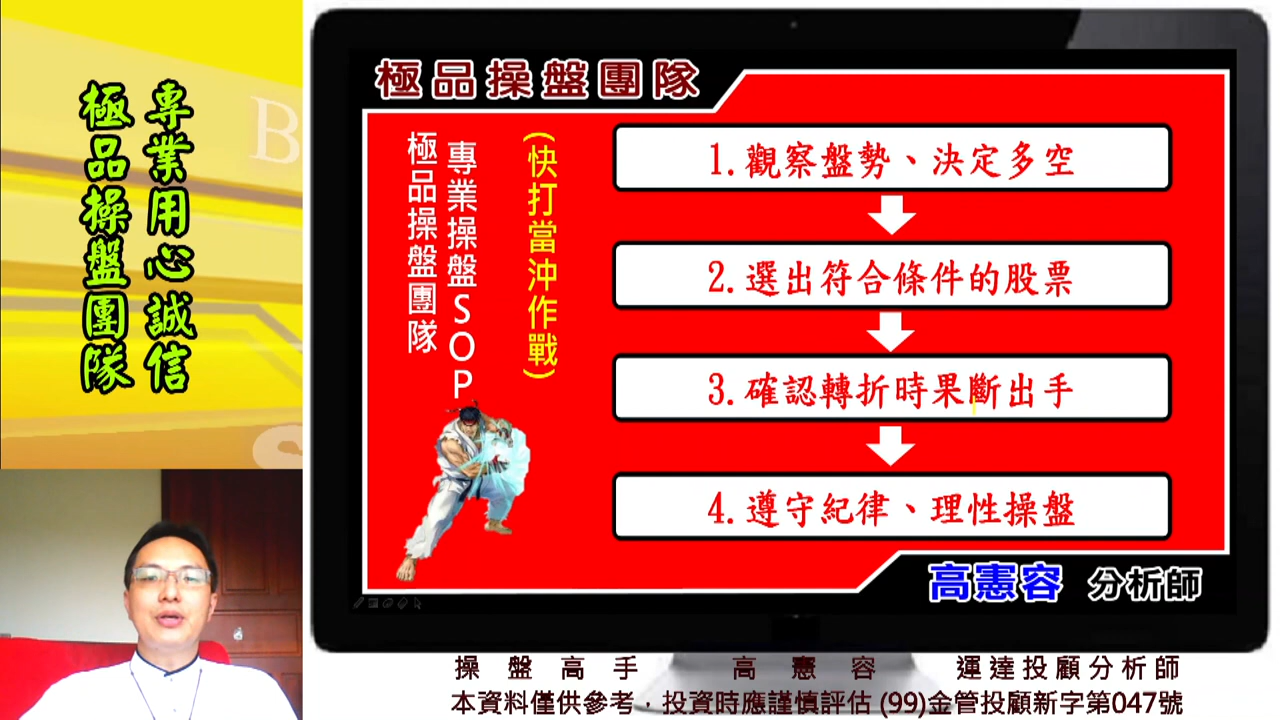 專業用心誠信
極品操盤團隊
B
S
極品操盤團隊
(快打當沖作戰)
專業操盤SOP
極品操盤團隊
1.觀察盤勢、決定多空
2.選出符合條件的股票
3.確認轉折時果斷出手
4.遵守紀律、理性操盤
高憲容 分析師
操盤高手 高憲容 運達投顧分析師
本資料僅供參考，投資時應謹慎評估 (99)金管投顧新字第047號